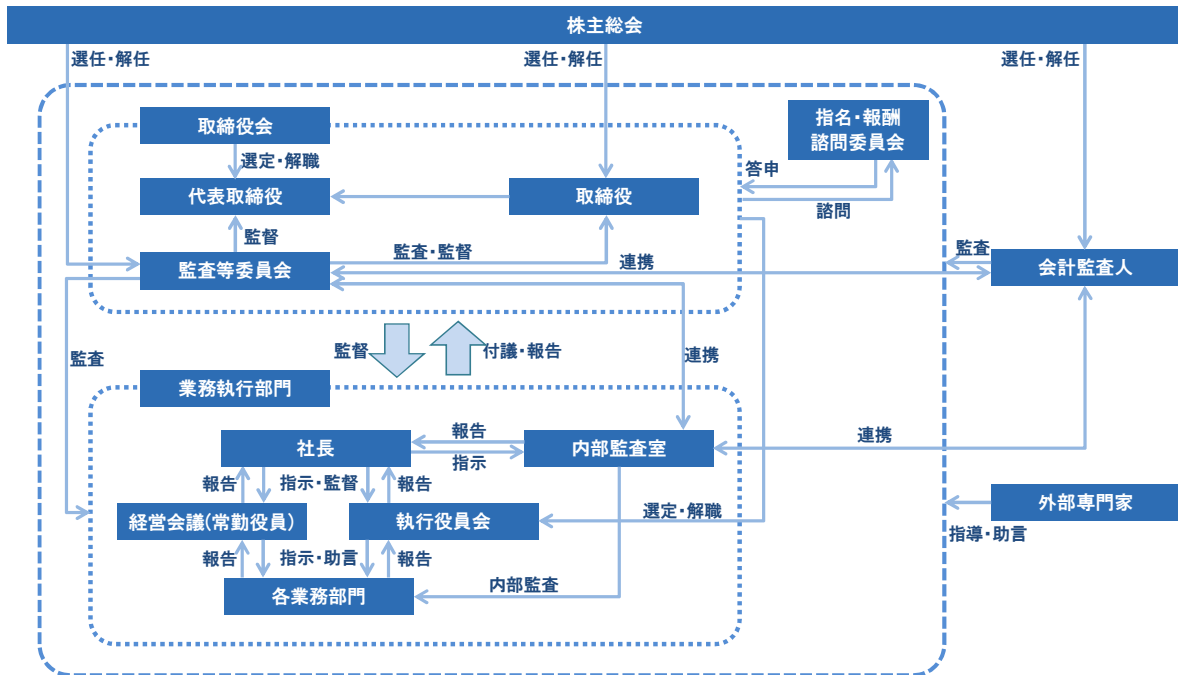 株主総会
選任・解任
選任・解任
選任・解任
取締役会
指名・報酬
諮問委員会
選定・解職
答申
代表取締役
取締役
諮問
監督
監査・監督
連携
監査
監査等委員会
会計監査人
監査
監督
付議・報告
連携
業務執行部門
社長
報告
指示
内部監査室
連携
報告
指示・監督
報告
経営会議(常勤役員)
執行役員会
選定・解職
外部専門家
指導・助言
報告
指示・助言
報告
内部監査
各業務部門